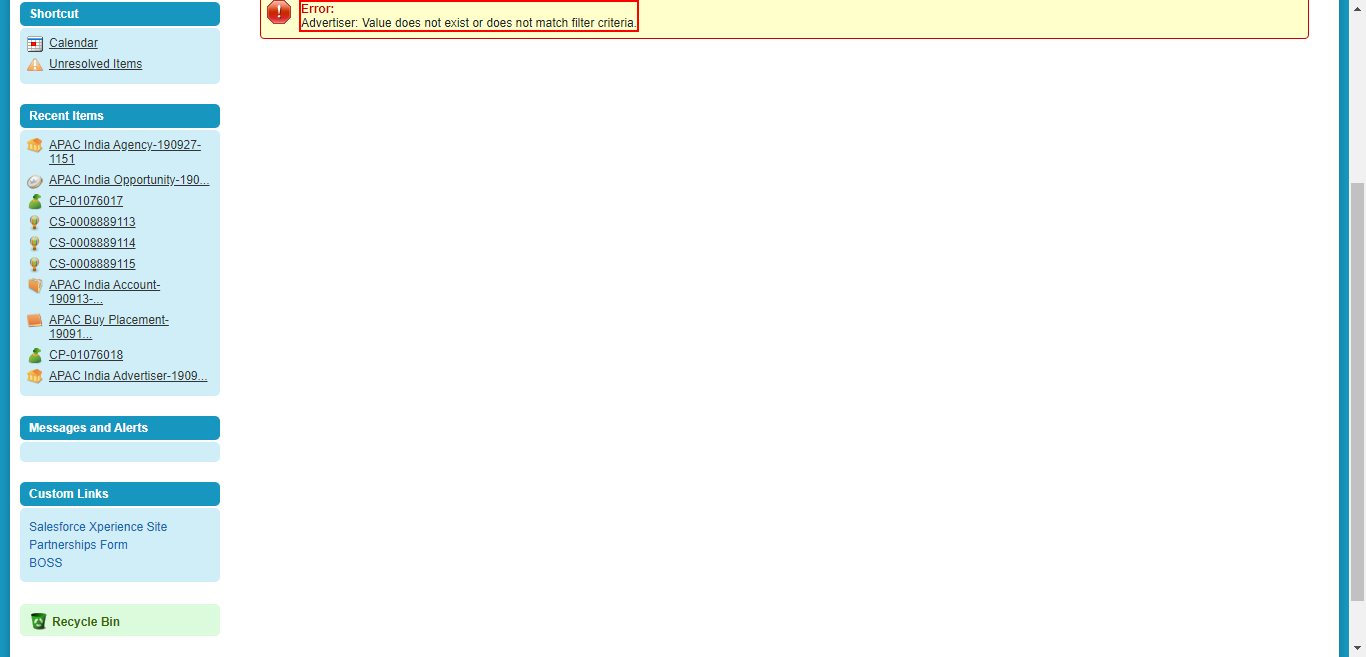 Shortcut
Calendar
Unresolved Items
Recent Items
APAC India Agency-190927-
1151
APAC India Opportunity-190...
CP-01076017
CS-0008889113
CS-0008889114
CS-0008889115
APAC India Account-
190913-...
APAC Buy Placement-
19091...
CP-01076018
APAC India Advertiser-1909...
Messages and Alerts
Custom Links
Salesforce Xperience Site
Partnerships Form
BOSS
Recycle Bin
Error:
Advertiser: Value does not exist or does not match filter criteria.